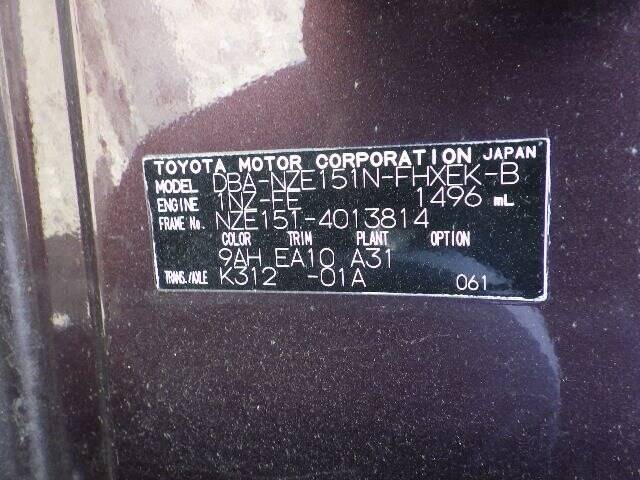 TOYOTA MOTOR CORPORATION JAPAN
MODEL DBA-NZE151N-FHXEK-B
ENGINE 1NZ-FE 1496 mL
FRAME No. NZE151-4013814
COLOR TRIM PLANT OPTION
9AH EA10 A31
TRANS./AXLE K312 -01A 061